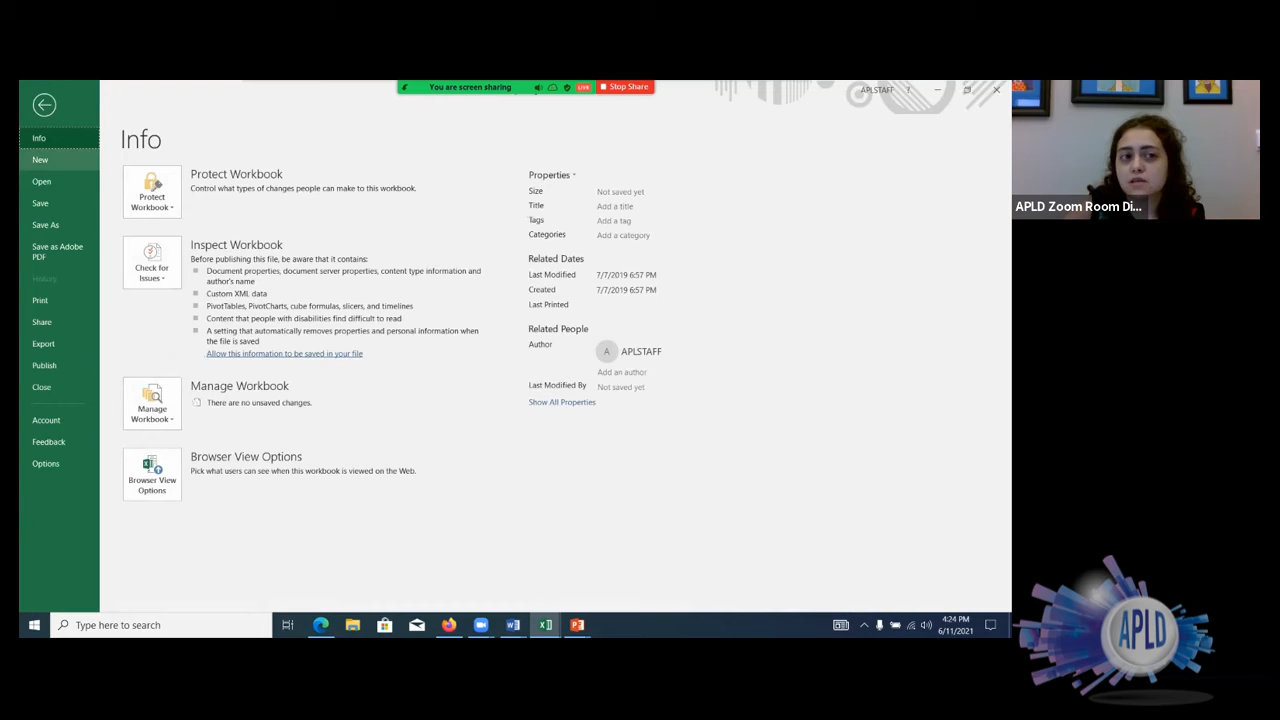 You are screen sharing
LIVE
Stop Share
APLSTAFF
?
Info
New
Open
Save
Save As
Save as Adobe
PDF
History
Print
Share
Export
Publish
Close
Account
Feedback
Options
Info
Protect
Workbook
Protect Workbook
Control what types of changes people can make to this workbook.
Check for
Issues
Inspect Workbook
Before publishing this file, be aware that it contains:
Document properties, document server properties, content type information and
author's name
Custom XML data
PivotTables, PivotCharts, cube formulas, slicers, and timelines
Content that people with disabilities find difficult to read
A setting that automatically removes properties and personal information when
the file is saved
Allow this information to be saved in your file
Manage
Workbook
Manage Workbook
There are no unsaved changes.
Browser View
Options
Browser View Options
Pick what users can see when this workbook is viewed on the Web.
Properties
Size Not saved yet
Title Add a title
Tags Add a tag
Categories Add a category
Related Dates
Last Modified 7/7/2019 6:57 PM
Created 7/7/2019 6:57 PM
Last Printed
Related People
Author A APLSTAFF
Add an author
Last Modified By Not saved yet
Show All Properties
APLD Zoom Room Di...
Type here to search
4:24 PM
6/11/2021
APLD